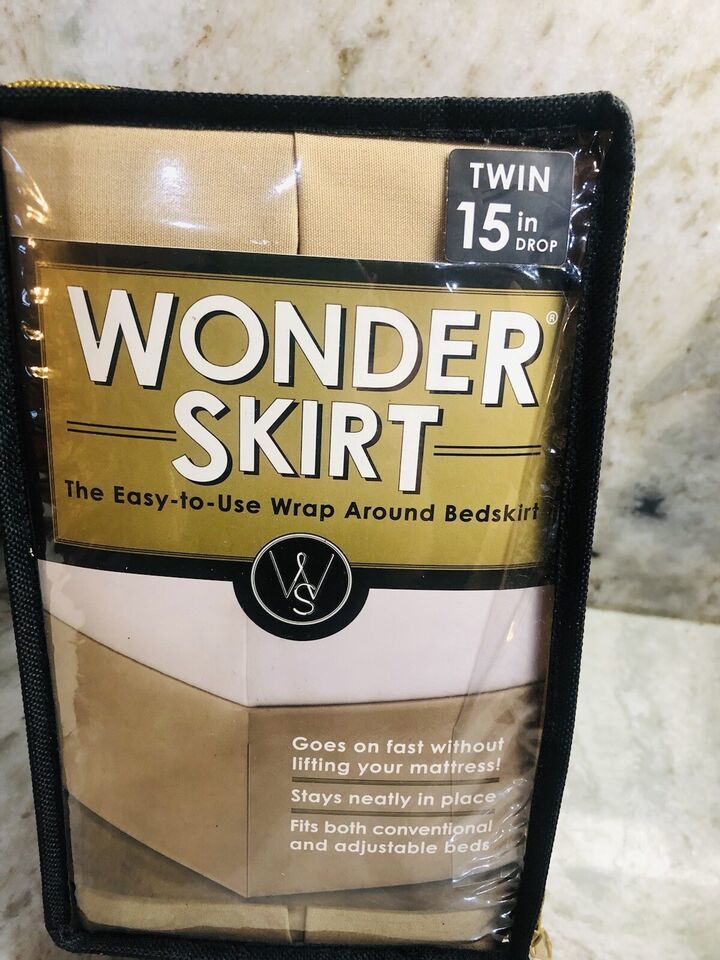 TWIN
15 in
DROP
WONDER®
SKIRT
The Easy-to-Use Wrap Around Bedskirt
WS
Goes on fast without
lifting your mattress!
Stays neatly in place
Fits both conventional
and adjustable beds